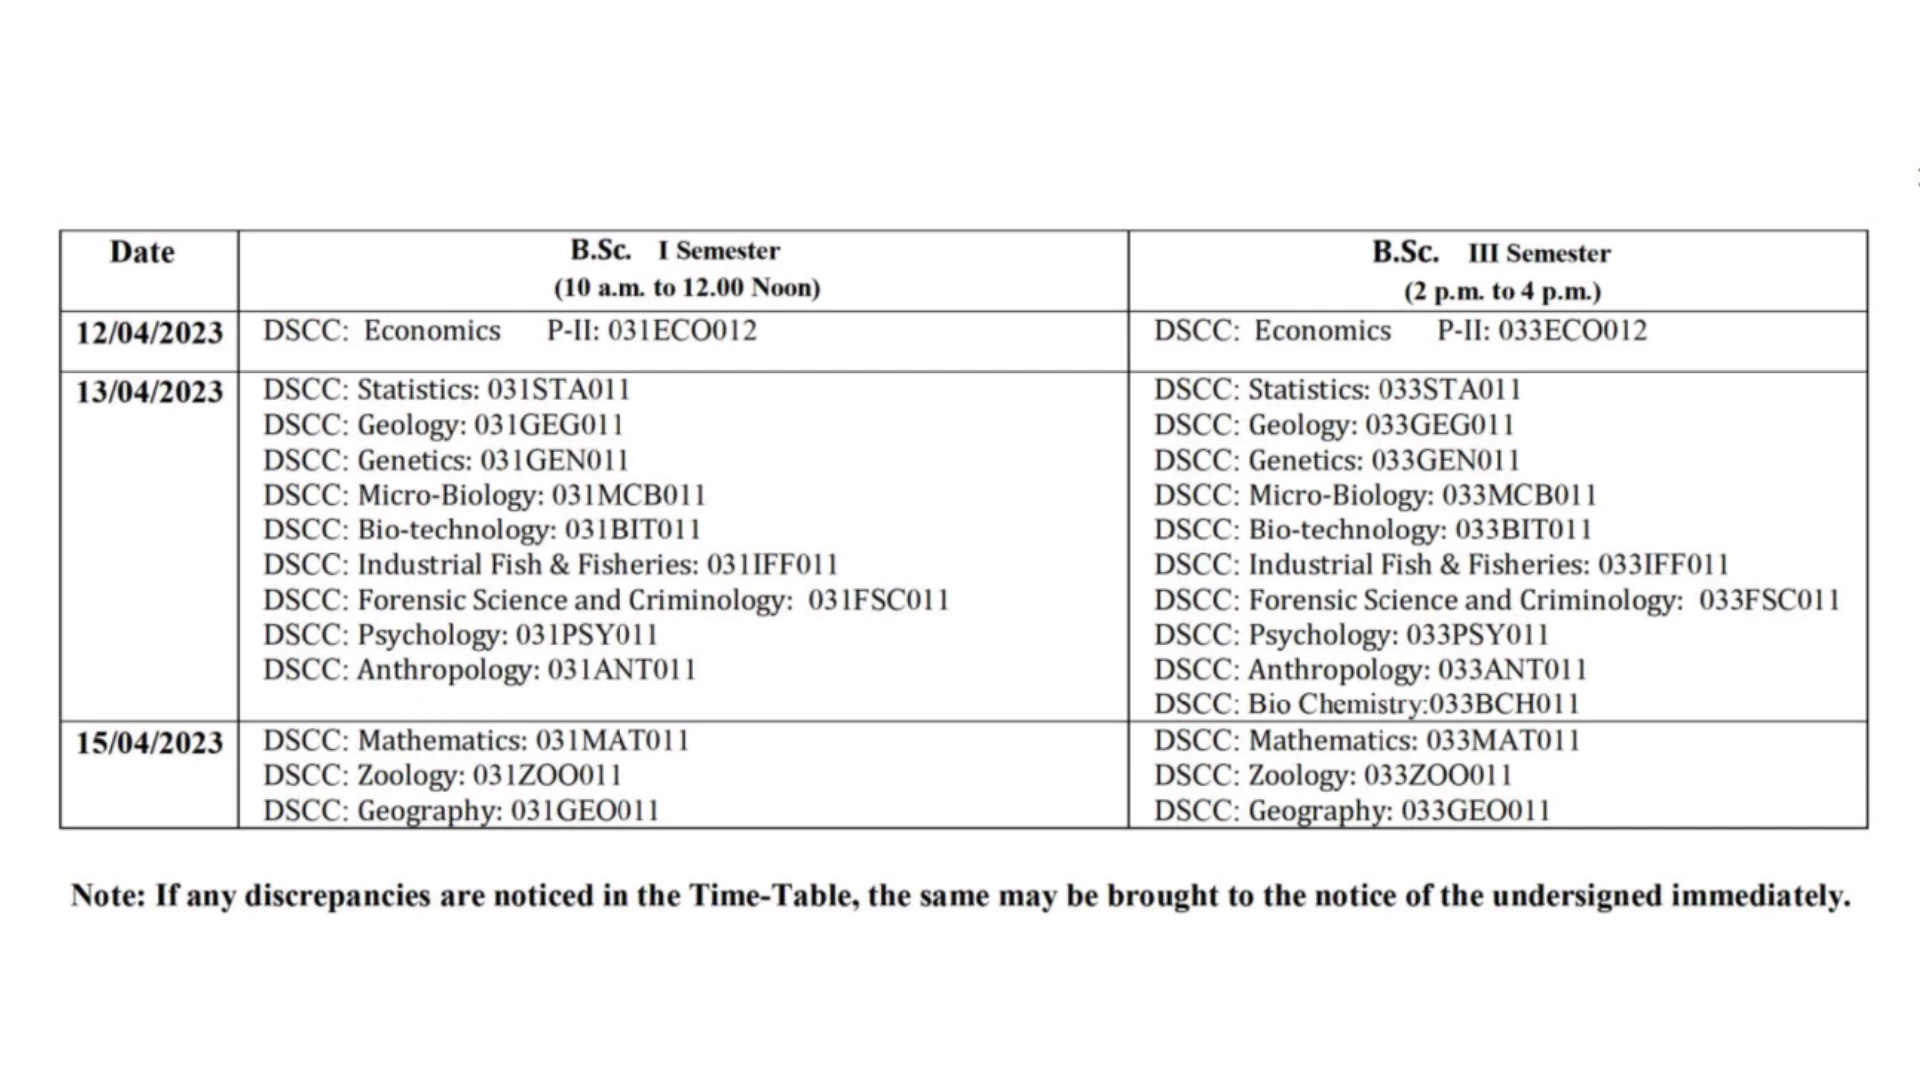 Date
B.Sc. I Semester
(10 a.m. to 12.00 Noon)
B.Sc. III Semester
(2 p.m. to 4 p.m.)
12/04/2023
DSCC: Economics P-II: 031ECO012
DSCC: Economics P-II: 033ECO012
13/04/2023
DSCC: Statistics: 031STA011
DSCC: Geology: 031GEG011
DSCC: Genetics: 031GEN011
DSCC: Micro-Biology: 031MCB011
DSCC: Bio-technology: 031BIT011
DSCC: Industrial Fish & Fisheries: 031IFF011
DSCC: Forensic Science and Criminology: 031FSC011
DSCC: Psychology: 031PSY011
DSCC: Anthropology: 031ANT011
DSCC: Statistics: 033STA011
DSCC: Geology: 033GEG011
DSCC: Genetics: 033GEN011
DSCC: Micro-Biology: 033MCB011
DSCC: Bio-technology: 033BIT011
DSCC: Industrial Fish & Fisheries: 033IFF011
DSCC: Forensic Science and Criminology: 033FSC011
DSCC: Psychology: 033PSY011
DSCC: Anthropology: 033ANT011
DSCC: Bio Chemistry:033BCH011
15/04/2023
DSCC: Mathematics: 031MAT011
DSCC: Zoology: 031ZOO011
DSCC: Geography: 031GEO011
DSCC: Mathematics: 033MAT011
DSCC: Zoology: 033ZOO011
DSCC: Geography: 033GEO011
Note: If any discrepancies are noticed in the Time-Table, the same may be brought to the notice of the undersigned immediately.